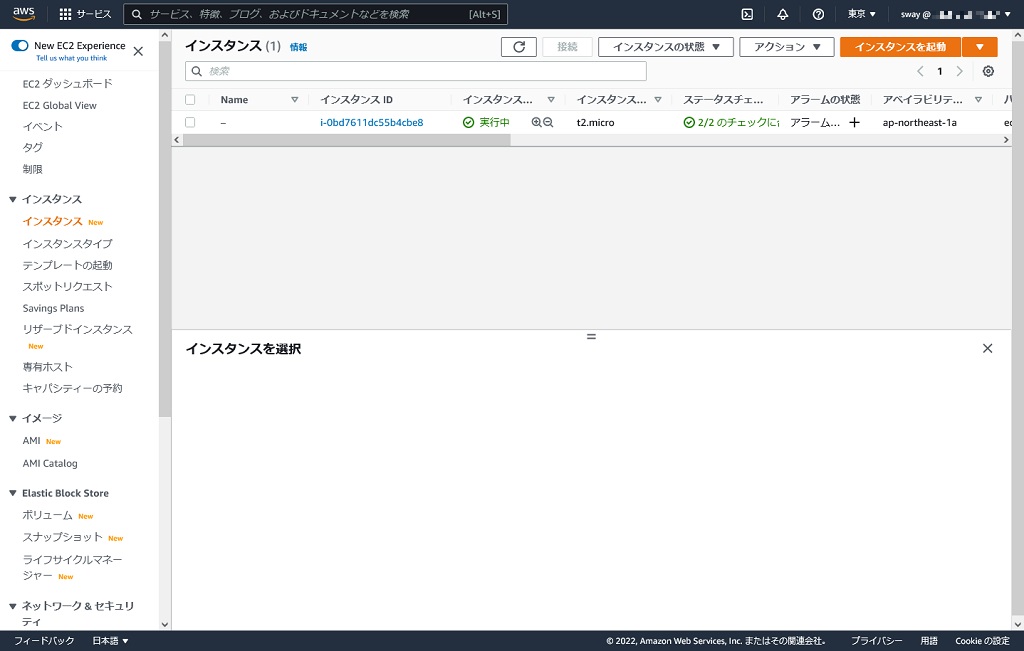 aws
サービス
サービス、特徴、ブログ、およびドキュメントなどを検索
[Alt+S]
東京 ▼
sway @
New EC2 Experience
Tell us what you think
EC2 ダッシュボード
EC2 Global View
イベント
タグ
制限
▼ インスタンス
インスタンス New
インスタンスタイプ
テンプレートの起動
スポットリクエスト
Savings Plans
リザーブドインスタンス
New
専有ホスト
キャパシティーの予約
▼ イメージ
AMI New
AMI Catalog
▼ Elastic Block Store
ボリューム New
スナップショット New
ライフサイクルマネー
ジャー New
▼ ネットワーク & セキュリ
ティ
インスタンス (1) 情報
接続
インスタンスの状態 ▼
アクション ▼
インスタンスを起動 ▼
検索
1
Name インスタンス ID インスタンス... インスタンス... ステータスチェ... アラームの状態 アベイラビリテ...
– i-0bd7611dc55b4cbe8 実行中 t2.micro 2/2 のチェックに アラーム... + ap-northeast-1a
インスタンスを選択
フィードバック 日本語 ▼ © 2022, Amazon Web Services, Inc. またはその関連会社。 プライバシー 用語 Cookie の設定